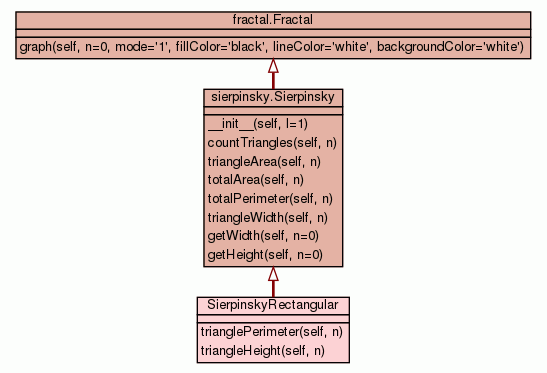 fractal.Fractal
graph(self, n=0, mode='1', fillColor='black', lineColor='white', backgroundColor='white')
sierpinsky.Sierpinsky
__init__(self, l=1)
countTriangles(self, n)
triangleArea(self, n)
totalArea(self, n)
totalPerimeter(self, n)
triangleWidth(self, n)
getWidth(self, n=0)
getHeight(self, n=0)
SierpinskyRectangular
trianglePerimeter(self, n)
triangleHeight(self, n)